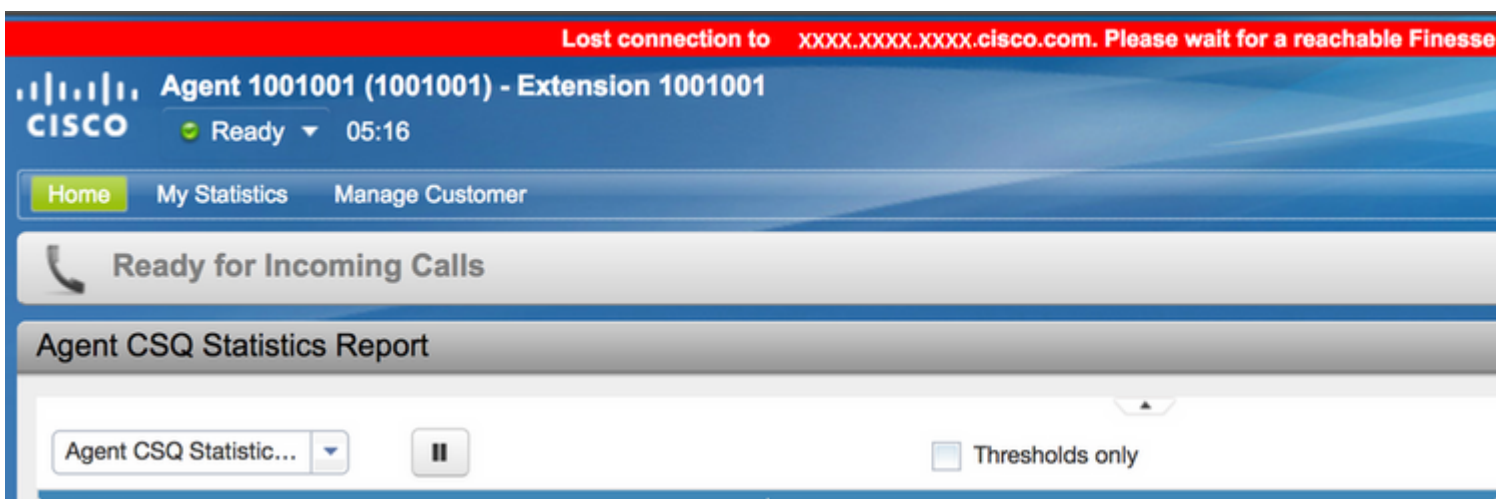 Lost connection to xxxx.xxxx.xxxx.cisco.com. Please wait for a reachable Finesse
Agent 1001001 (1001001) - Extension 1001001
CISCO
Ready 05:16
Home My Statistics Manage Customer
Ready for Incoming Calls
Agent CSQ Statistics Report
Agent CSQ Statistic... Thresholds only